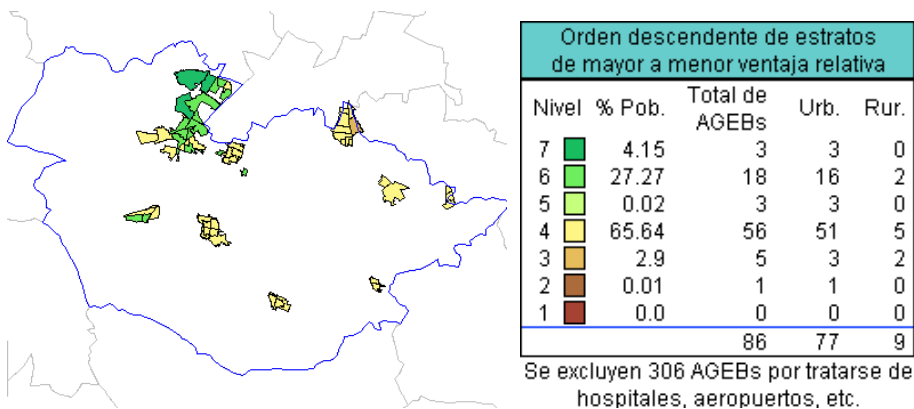 Orden descendente de estratos
de mayor a menor ventaja relativa
Nivel % Pob. Total de AGEBs Urb. Rur.
7 4.15 3 3 0
6 27.27 18 16 2
5 0.02 3 3 0
4 65.64 56 51 5
3 2.9 5 3 2
2 0.01 1 1 0
1 0.0 0 0 0
86 77 9
Se excluyen 306 AGEBs por tratarse de
hospitales, aeropuertos, etc.